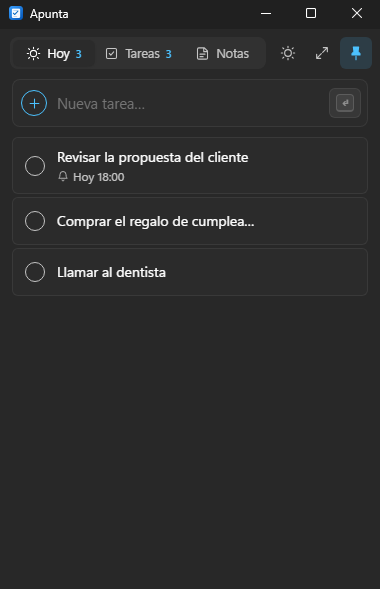 Apunta
Hoy 3 Tareas 3 Notas
Nueva tarea...
Revisar la propuesta del cliente
Hoy 18:00
Comprar el regalo de cumplea...
Llamar al dentista